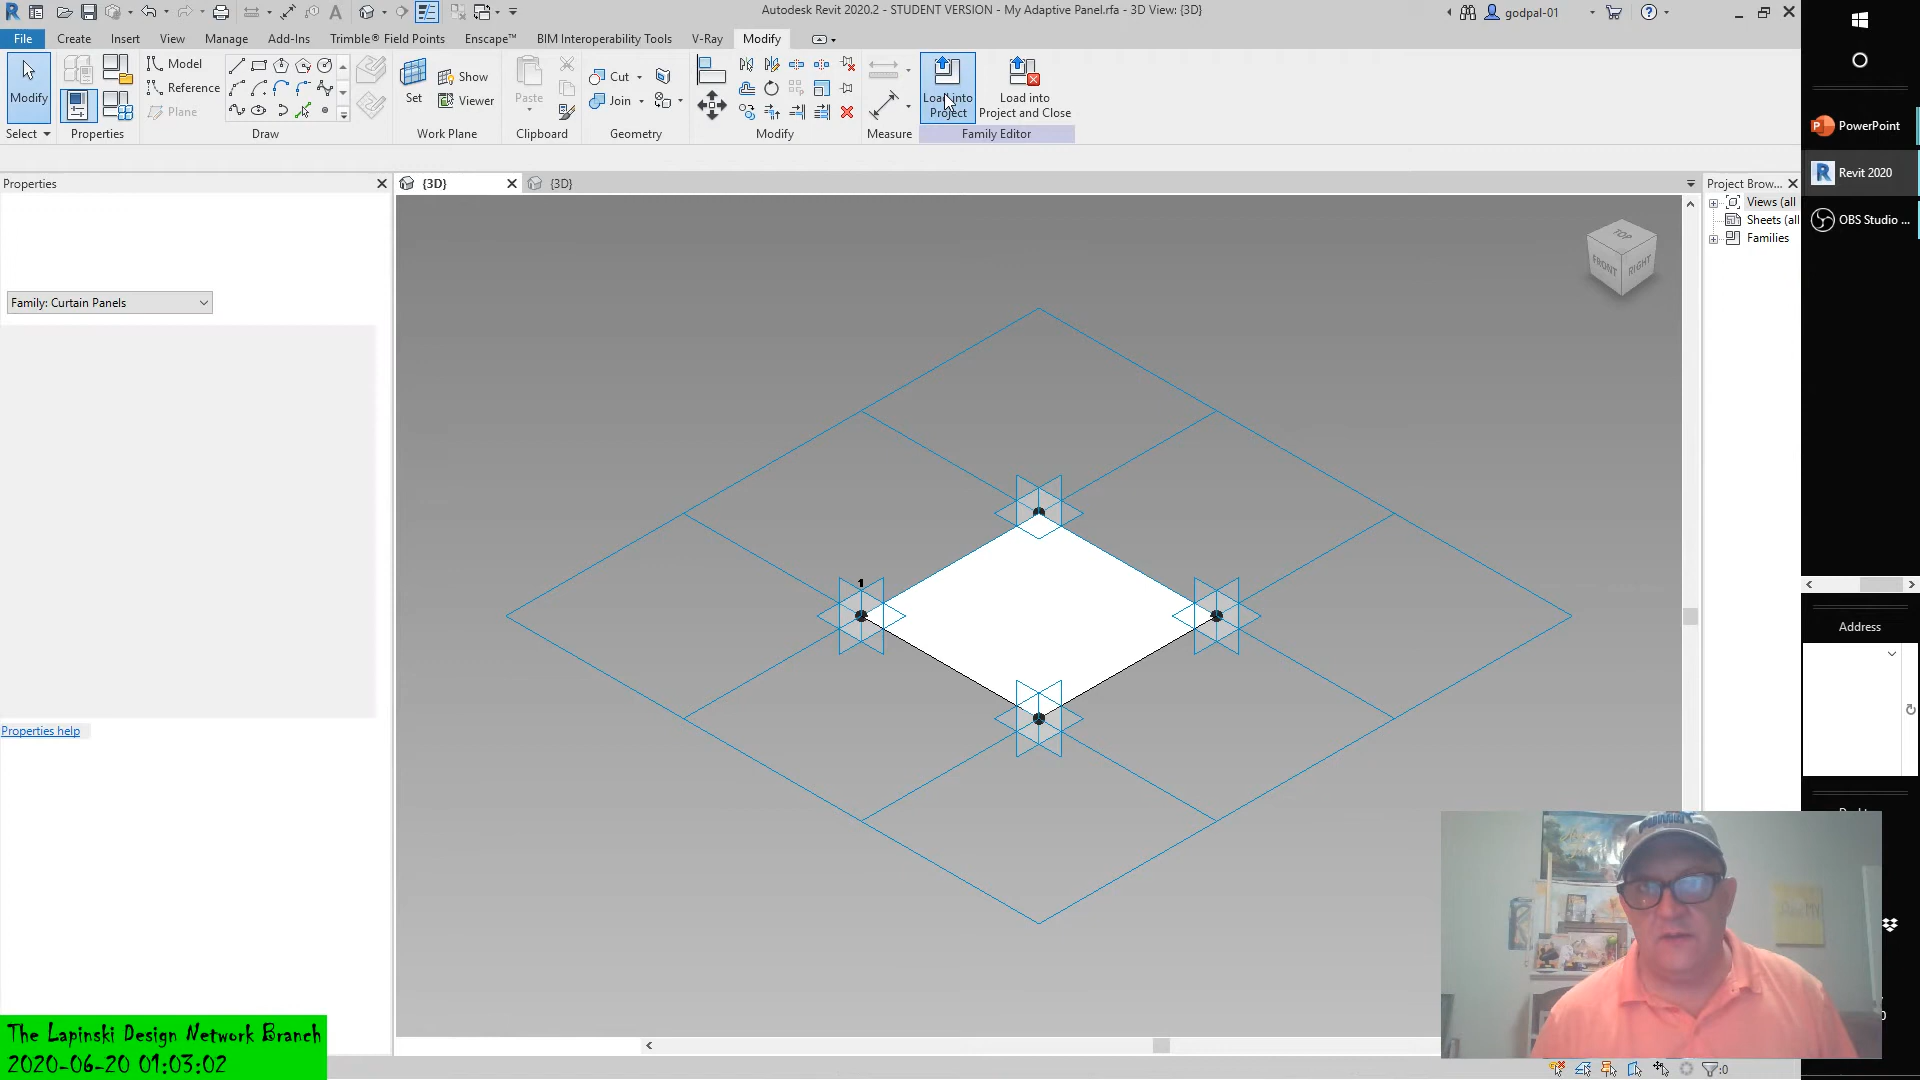 Autodesk Revit 2020.2 - STUDENT VERSION - My Adaptive Panel.rfa - 3D View: {3D}
godpal-01
File Create Insert View Manage Add-Ins Trimble® Field Points Enscape™ BIM Interoperability Tools V-Ray Modify
Modify
Model
Reference
Plane
Set
Show
Viewer
Paste
Cut
Join
Load into
Project
Load into
Project and Close
Select Properties Draw Work Plane Clipboard Geometry Modify Measure Family Editor
Properties
{3D}
{3D}
Project Brow...
Family: Curtain Panels
Properties help
TOP
FRONT
RIGHT
1
Views (all
Sheets (all
Families
PowerPoint
Revit 2020
OBS Studio ...
Address
The Lapinski Design Network Branch
2020-06-20 01:03:02
:0